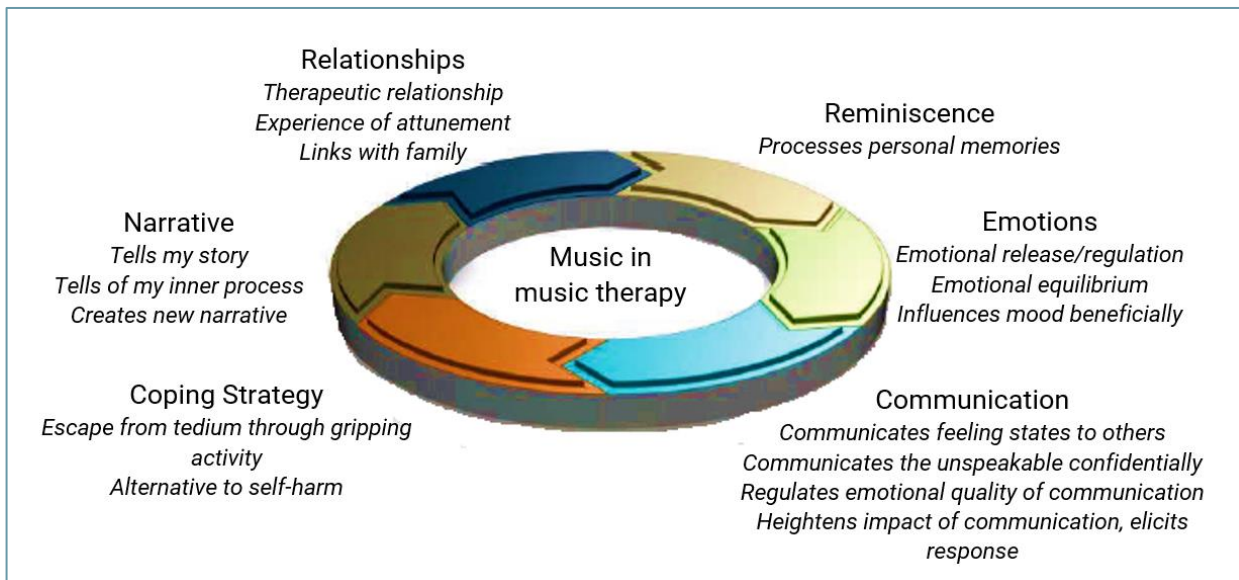 Relationships
Therapeutic relationship
Experience of attunement
Links with family
Reminiscence
Processes personal memories
Narrative
Tells my story
Tells of my inner process
Creates new narrative
Music in
music therapy
Emotions
Emotional release/regulation
Emotional equilibrium
Influences mood beneficially
Coping Strategy
Escape from tedium through gripping
activity
Alternative to self-harm
Communication
Communicates feeling states to others
Communicates the unspeakable confidentially
Regulates emotional quality of communication
Heightens impact of communication, elicits
response